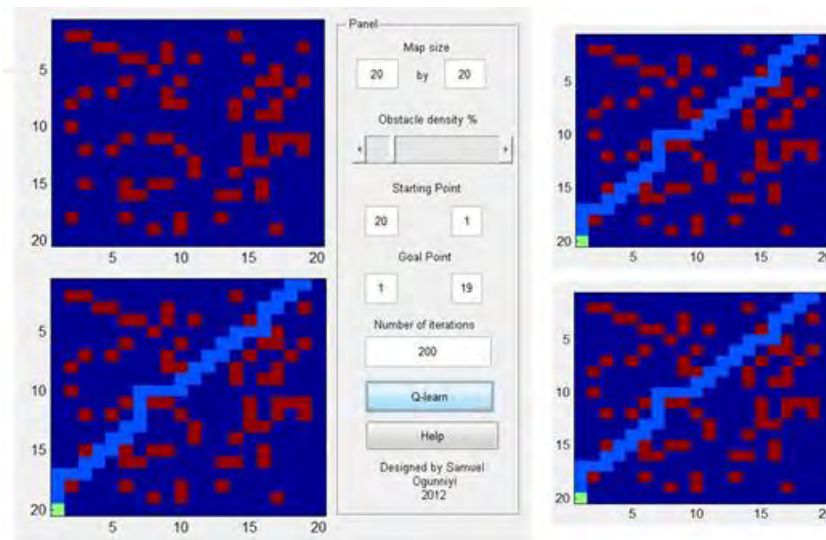 5
10
15
20
5 10 15 20
5
10
15
20
5 10 15 20
Panel
Map size
20 by 20
Obstacle density %
Starting Point
20 1
Goal Point
1 19
Number of iterations
200
Q-learn
Help
Designed by Samuel
Ogunniyi
2012
5
10
15
20
5 10 15 20
5
10
15
20
5 10 15 20